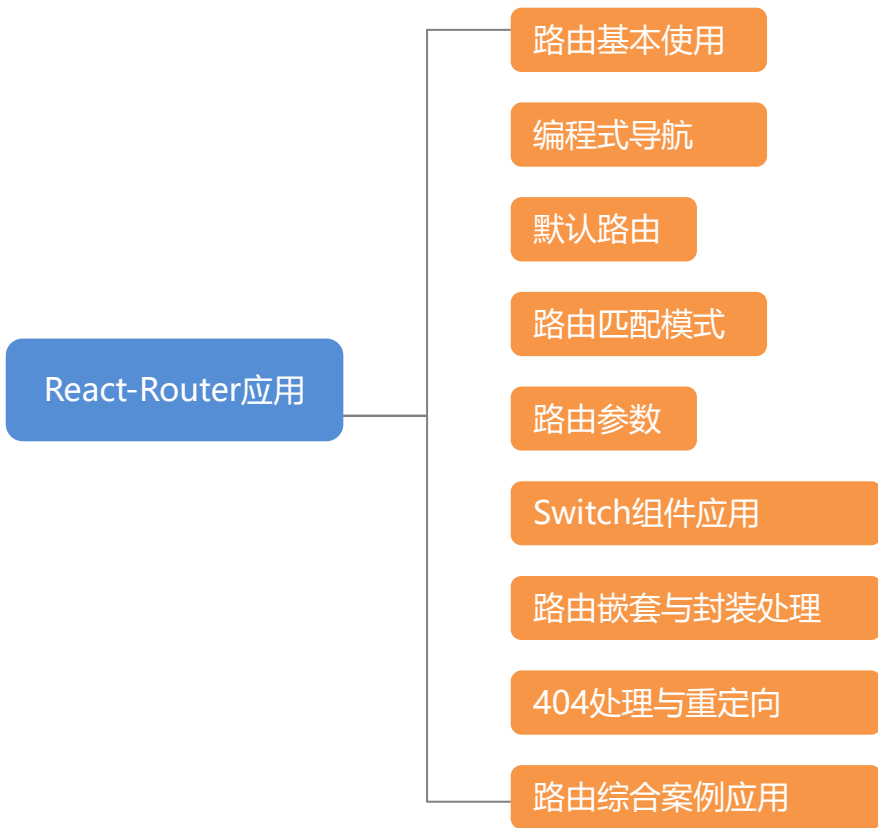 路由基本使用
编程式导航
默认路由
路由匹配模式
React-Router应用
路由参数
Switch组件应用
路由嵌套与封装处理
404处理与重定向
路由综合案例应用